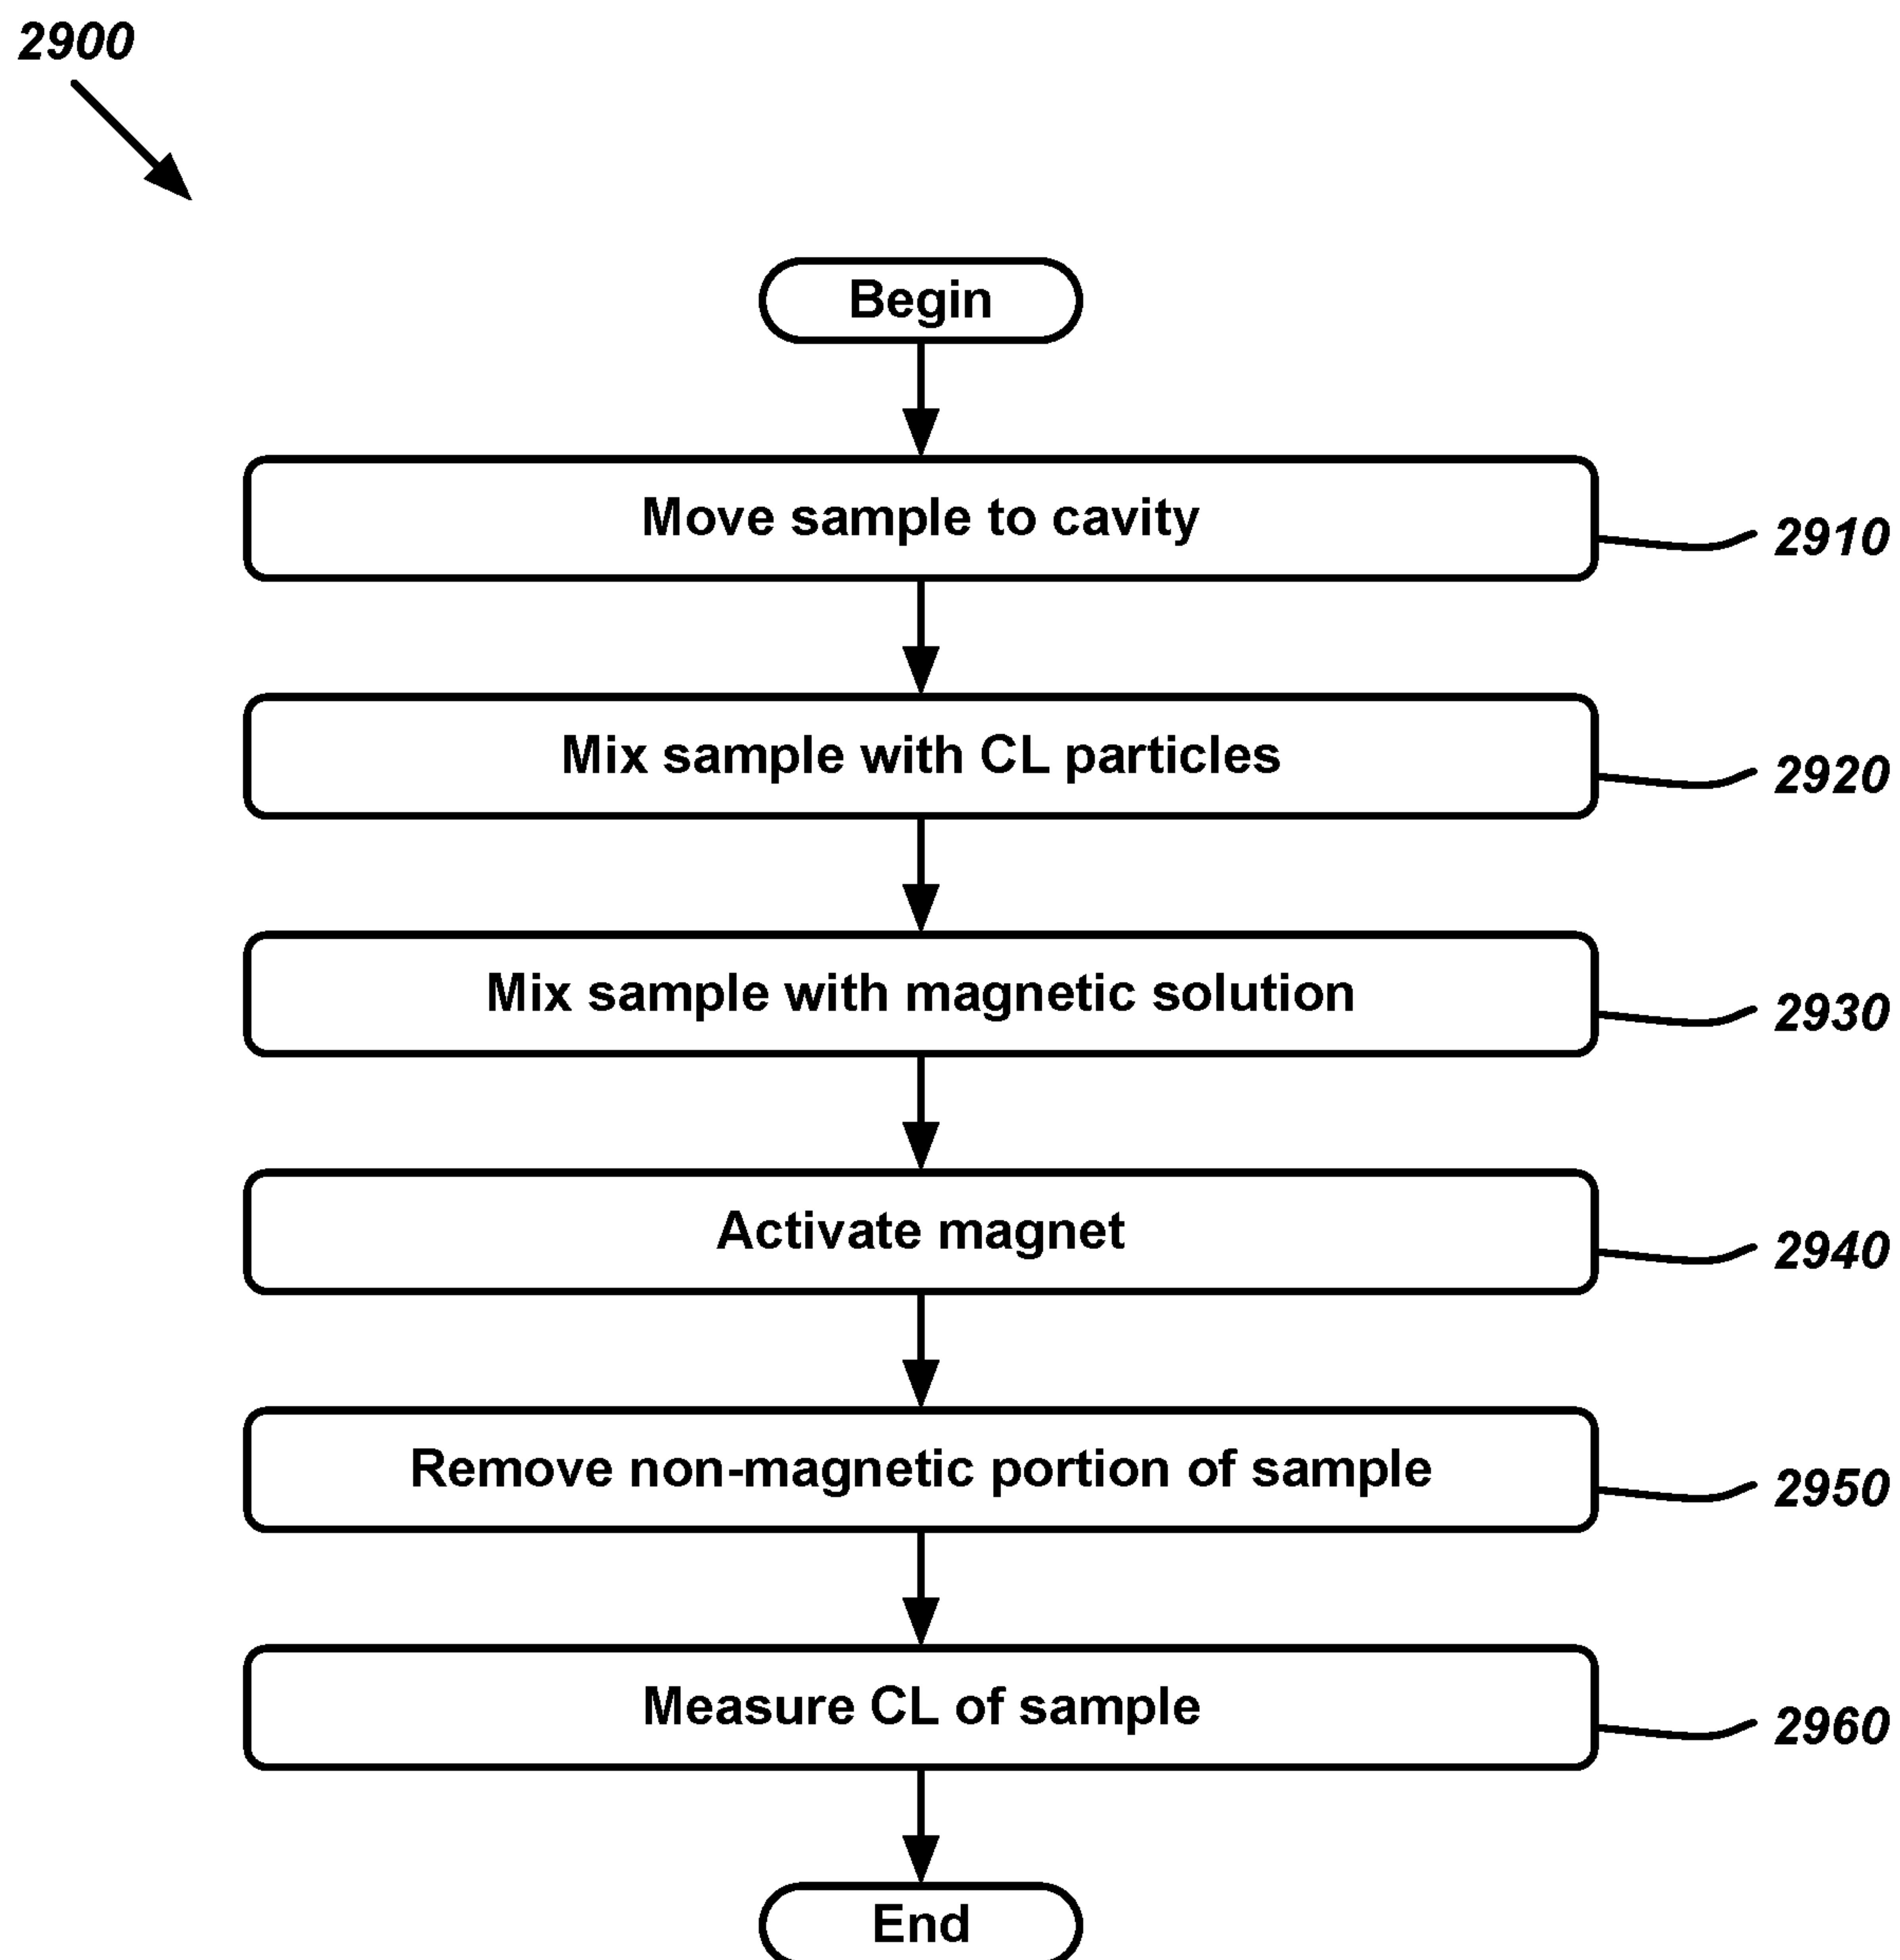 2900
Begin
Move sample to cavity
2910
Mix sample with CL particles
2920
Mix sample with magnetic solution
2930
Activate magnet
2940
Remove non-magnetic portion of sample
2950
Measure CL of sample
2960
End